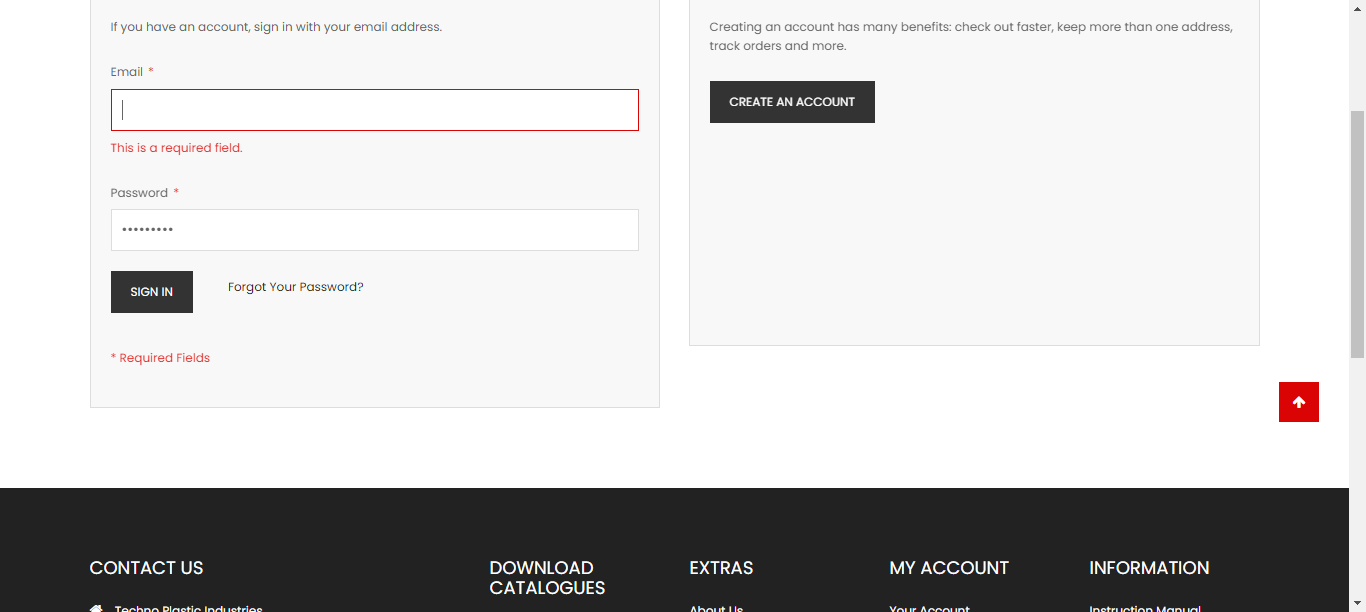 If you have an account, sign in with your email address.
Email *
This is a required field.
Password *
•••••••••
SIGN IN
Forgot Your Password?
* Required Fields
Creating an account has many benefits: check out faster, keep more than one address,
track orders and more.
CREATE AN ACCOUNT
CONTACT US
Techno Plastic Industries
DOWNLOAD
CATALOGUES
EXTRAS
About Us
MY ACCOUNT
Your Account
INFORMATION
Instruction Manual